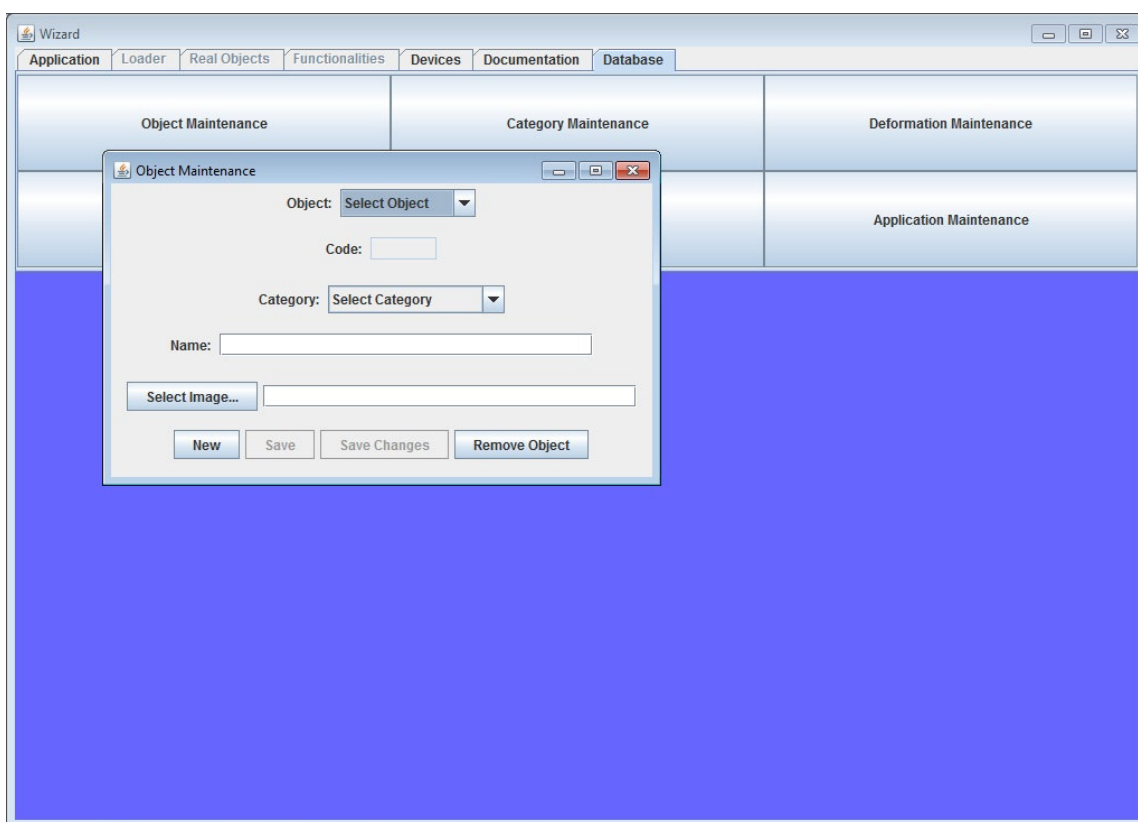 Wizard
Application Loader Real Objects Functionalities Devices Documentation Database
Object Maintenance Category Maintenance Deformation Maintenance
Application Maintenance
Object Maintenance
Object: Select Object
Code:
Category: Select Category
Name:
Select Image...
New Save Save Changes Remove Object